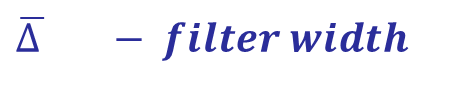 Δ̅ – filter width